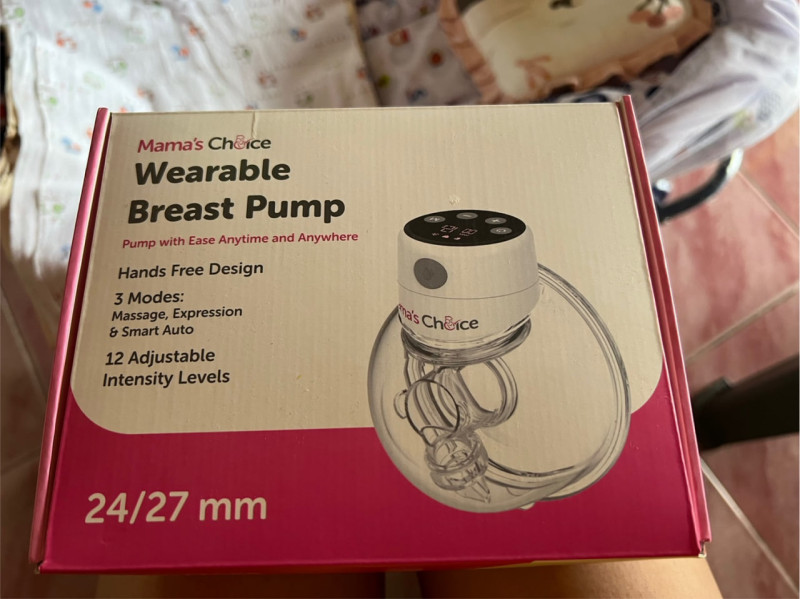 Mama's Choice
Wearable
Breast Pump
Pump with Ease Anytime and Anywhere
Hands Free Design
3 Modes:
Massage, Expression
& Smart Auto
12 Adjustable
Intensity Levels
24/27 mm
ma's Choice